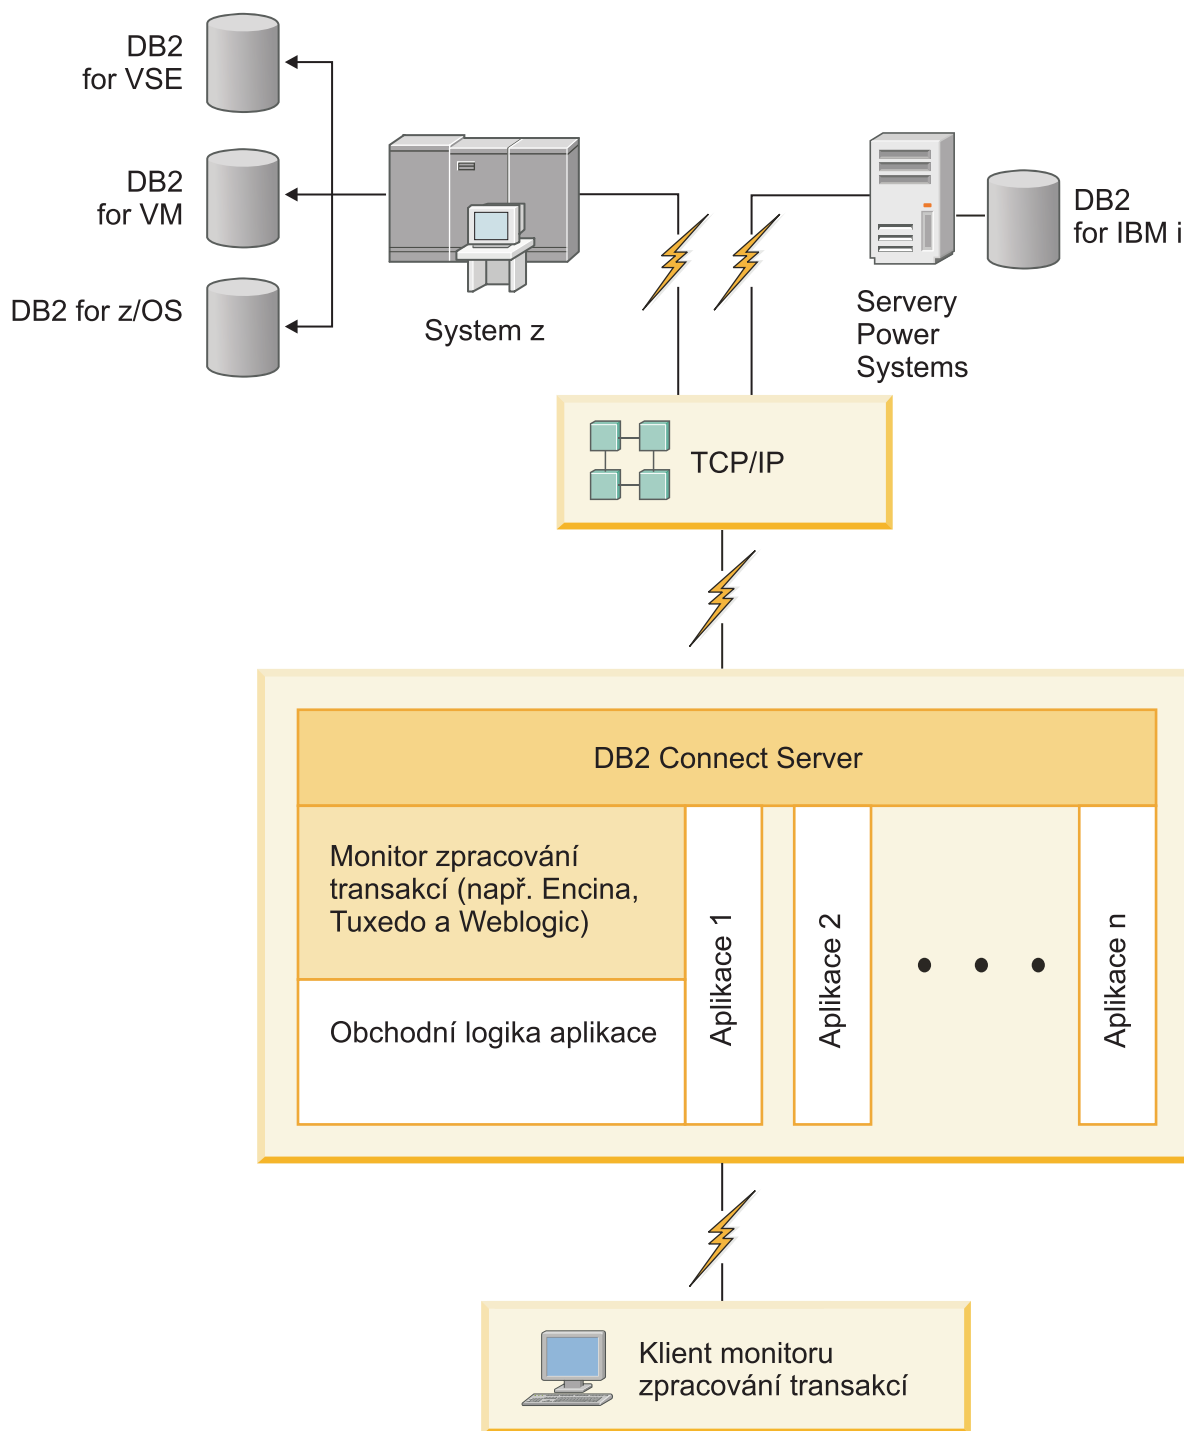 DB2
for VSE
DB2
for VM
DB2 for z/OS
System z
DB2
for IBM i
Servery
Power
Systems
TCP/IP
DB2 Connect Server
Monitor zpracování
transakcí (např. Encina,
Tuxedo a Weblogic)
Obchodní logika aplikace
Aplikace 1
Aplikace 2
Aplikace n
Klient monitoru
zpracování transakcí